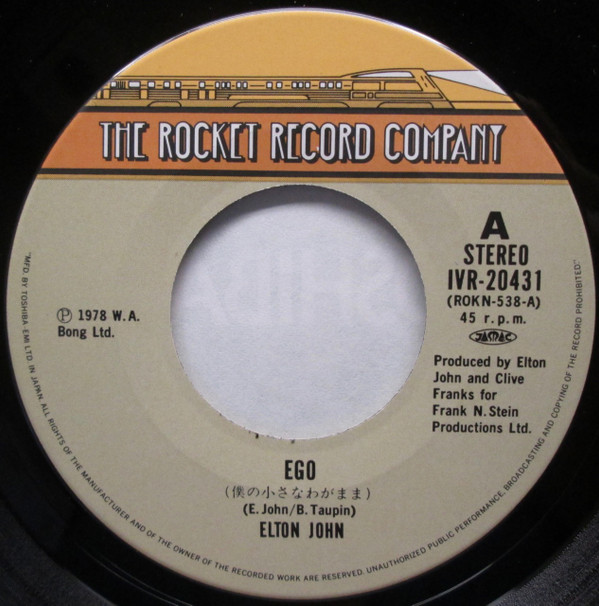 THE ROCKET RECORD COMPANY
A
STEREO
IVR-20431
(ROKN-538-A)
45 r.p.m.
JASRAC
Ⓟ 1978 W.A.
Bong Ltd.
Produced by Elton
John and Clive
Franks for
Frank N. Stein
Productions Ltd.
EGO
(僕の小さなわがまま)
(E. John/B. Taupin)
ELTON JOHN
"MFD. BY TOSHIBA EMI LTD. IN JAPAN. ALL RIGHTS OF THE MANUFACTURER AND OF THE OWNER OF THE RECORDED WORK ARE RESERVED. UNAUTHORIZED PUBLIC PERFORMANCE, BROADCASTING AND COPYING OF THE RECORD PROHIBITED."